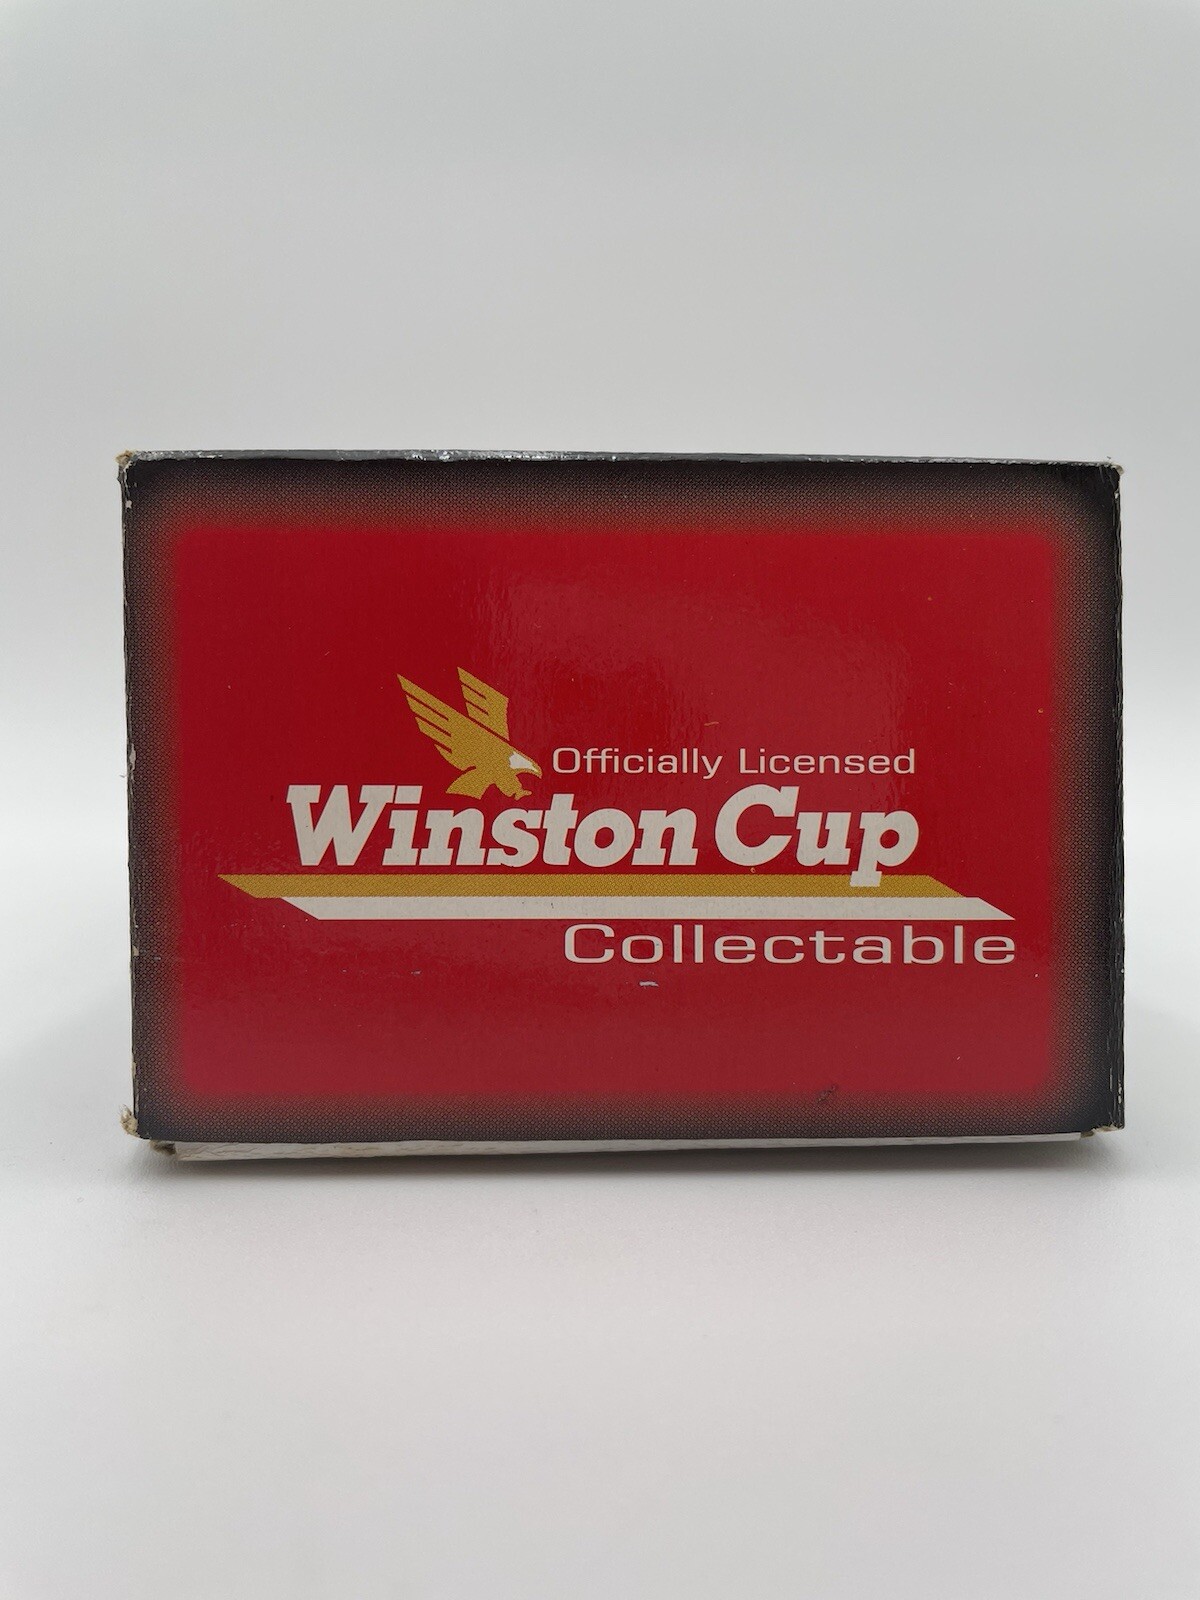 Officially Licensed
Winston Cup
Collectable